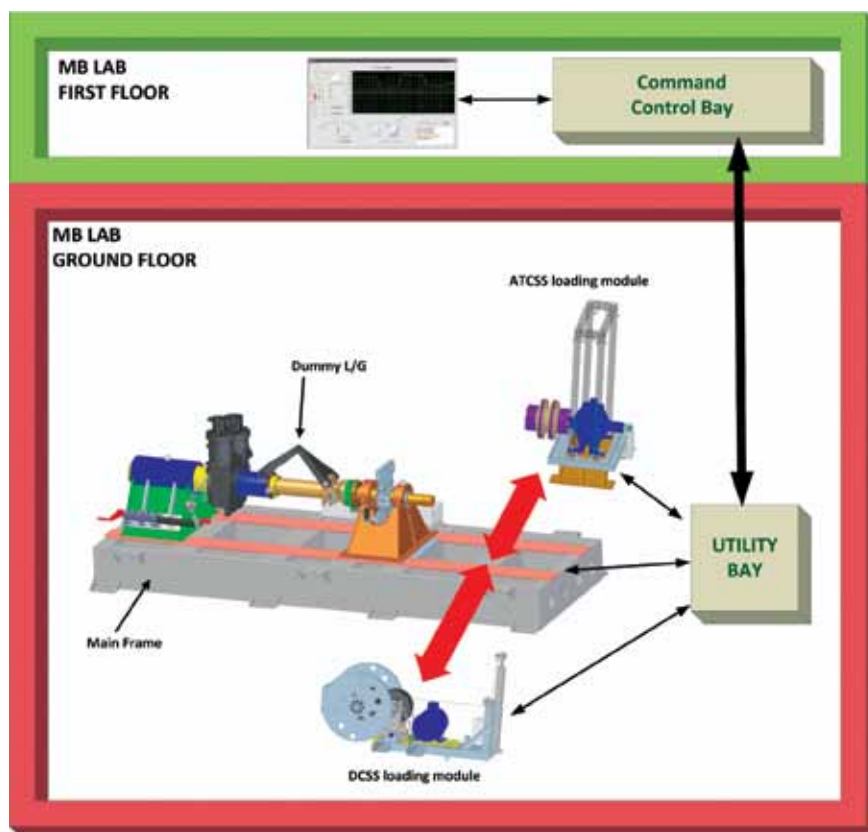 MB LAB
FIRST FLOOR
Command
Control Bay
MB LAB
GROUND FLOOR
ATCSS loading module
Dummy L/G
UTILITY
BAY
Main Frame
DCSS loading module